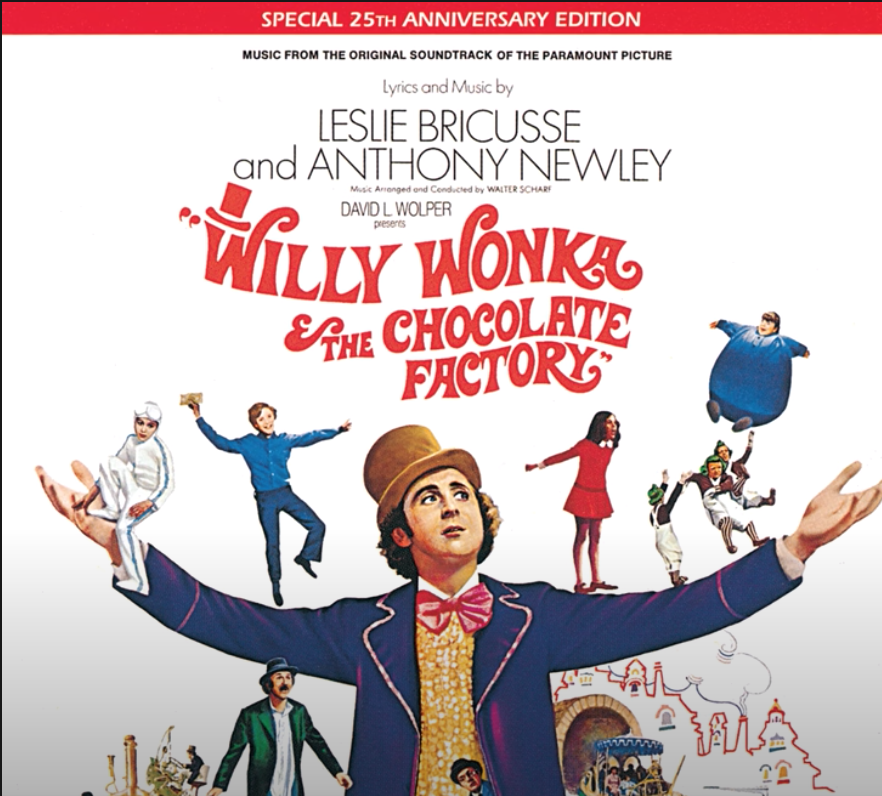 SPECIAL 25TH ANNIVERSARY EDITION
MUSIC FROM THE ORIGINAL SOUNDTRACK OF THE PARAMOUNT PICTURE
Lyrics and Music by
LESLIE BRICUSSE
and ANTHONY NEWLEY
Music Arranged and Conducted by WALTER SCHARF
DAVID L. WOLPER
presents
"WILLY WONKA
& THE CHOCOLATE
FACTORY"